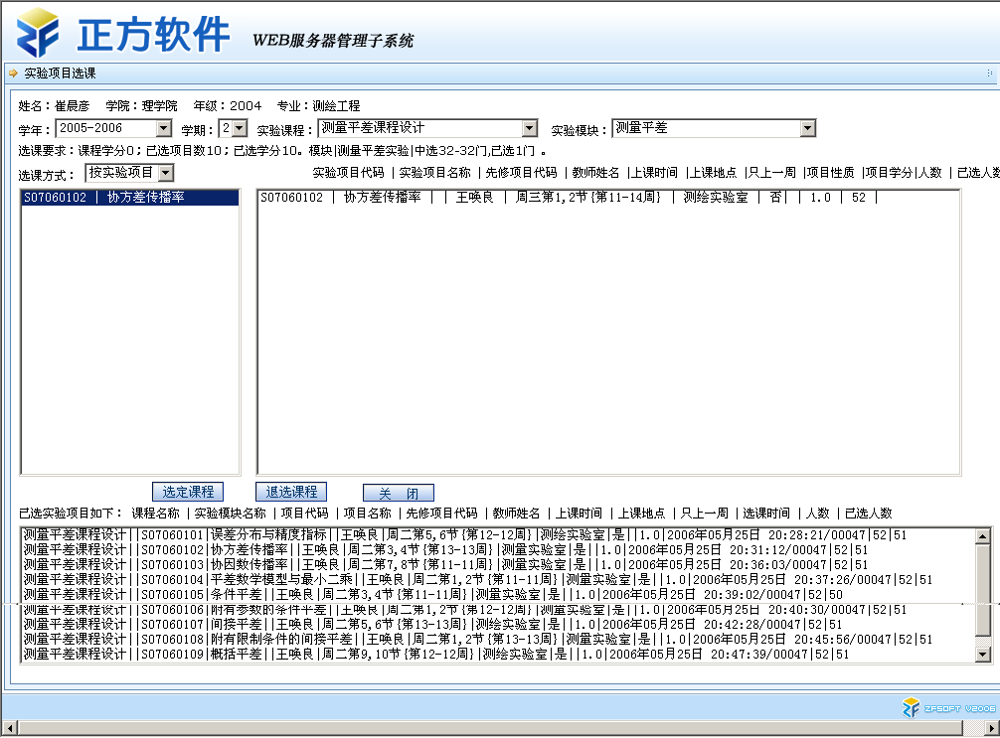 正方软件 WEB服务器管理子系统
实验项目选课
姓名：崔晨彦 学院：理学院 年级：2004 专业：测绘工程
学年：2005-2006 学期：2 实验课程：测量平差课程设计 实验模块：测量平差
选课要求：课程学分0；已选项目数10；已选学分10。模块|测量平差实验|中选32-32门,已选1门 。
选课方式： 按实验项目 实验项目代码 |实验项目名称 |先修项目代码 |教师姓名 |上课时间 |上课地点 |只上一周 |项目性质 |项目学分|人数 |已选人数
S07060102 | 协方差传播率
S07060102 | 协方差传播率 | | 王唤良 | 周三第1,2节{第11-14周} | 测绘实验室 | 否| | 1.0 | 52 |
选定课程 退选课程 关 闭
已选实验项目如下： 课程名称 |实验模块名称 |项目代码 |项目名称 |先修项目代码 |教师姓名 |上课时间 |上课地点 |只上一周 |选课时间 |人数 |已选人数
测量平差课程设计||S07060101|误差分布与精度指标||王唤良|周二第5,6节{第12-12周}|测绘实验室|是||1.0|2006年05月25日 20:28:21/00047|52|51
测量平差课程设计||S07060102|协方差传播率||王唤良|周二第3,4节{第13-13周}|测量实验室|是||1.0|2006年05月25日 20:31:12/00047|52|51
测量平差课程设计||S07060103|协因数传播率||王唤良|周二第7,8节{第11-11周}|测量实验室|是||1.0|2006年05月25日 20:36:03/00047|52|51
测量平差课程设计||S07060104|平差数学模型与最小二乘||王唤良|周二第1,2节{第11-11周}|测量实验室|是||1.0|2006年05月25日 20:37:26/00047|52|51
测量平差课程设计||S07060105|条件平差||王唤良|周二第3,4节{第11-11周}|测量实验室|是||1.0|2006年05月25日 20:39:02/00047|52|50
测量平差课程设计||S07060106|附有参数的条件平差||王唤良|周二第1,2节{第12-12周}|测量实验室|是||1.0|2006年05月25日 20:40:30/00047|52|51
测量平差课程设计||S07060107|间接平差||王唤良|周二第5,6节{第13-13周}|测量实验室|是||1.0|2006年05月25日 20:42:28/00047|52|51
测量平差课程设计||S07060108|附有限制条件的间接平差||王唤良|周二第1,2节{第13-13周}|测量实验室|是||1.0|2006年05月25日 20:45:56/00047|52|51
测量平差课程设计||S07060109|概括平差||王唤良|周二第9,10节{第12-12周}|测绘实验室|是||1.0|2006年05月25日 20:47:39/00047|52|51
ZFSOFT V2006